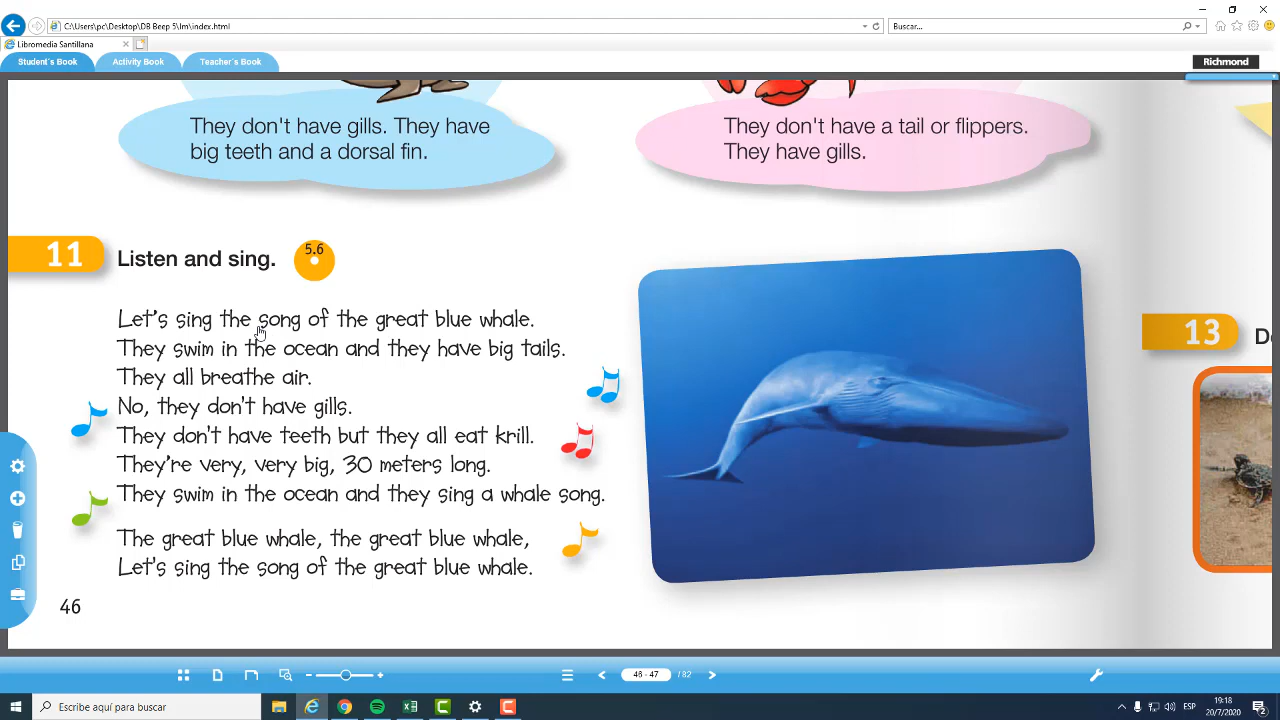 C:\Users\pc\Desktop\DB Beep 5\lm\index.html
Buscar...
Libromedia Santillana
Student's Book
Activity Book
Teacher's Book
Richmond
They don't have gills. They have
big teeth and a dorsal fin.
They don't have a tail or flippers.
They have gills.
11
Listen and sing.
5.6
Let's sing the song of the great blue whale.
They swim in the ocean and they have big tails.
They all breathe air.
No, they don't have gills.
They don't have teeth but they all eat krill.
They're very, very big, 30 meters long.
They swim in the ocean and they sing a whale song.
The great blue whale, the great blue whale,
Let's sing the song of the great blue whale.
46
13
46 - 47
/ 82
Escribe aquí para buscar
ESP
19:18
20/7/2020
2